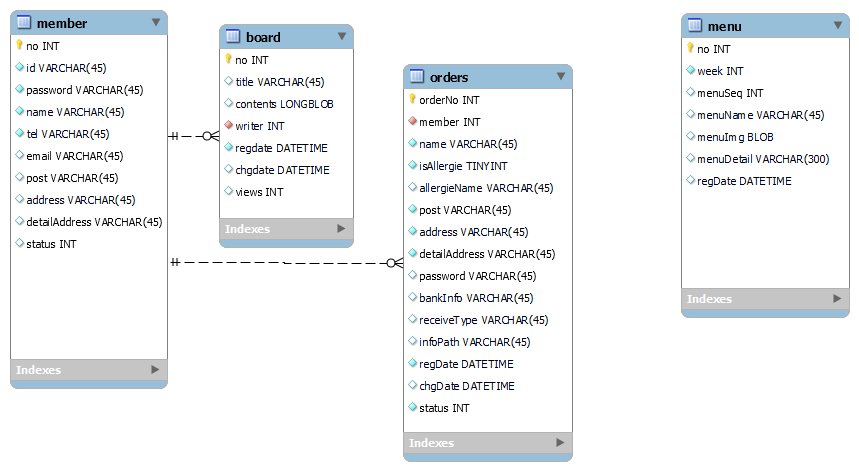 member
no INT
id VARCHAR(45)
password VARCHAR(45)
name VARCHAR(45)
tel VARCHAR(45)
email VARCHAR(45)
post VARCHAR(45)
address VARCHAR(45)
detailAddress VARCHAR(45)
status INT
Indexes
board
no INT
title VARCHAR(45)
contents LONGBLOB
writer INT
regdate DATETIME
chgdate DATETIME
views INT
Indexes
orders
orderNo INT
member INT
name VARCHAR(45)
isAllergie TINYINT
allergieName VARCHAR(45)
post VARCHAR(45)
address VARCHAR(45)
detailAddress VARCHAR(45)
password VARCHAR(45)
bankInfo VARCHAR(45)
receiveType VARCHAR(45)
infoPath VARCHAR(45)
regDate DATETIME
chgDate DATETIME
status INT
Indexes
menu
no INT
week INT
menuSeq INT
menuName VARCHAR(45)
menuImg BLOB
menuDetail VARCHAR(300)
regDate DATETIME
Indexes